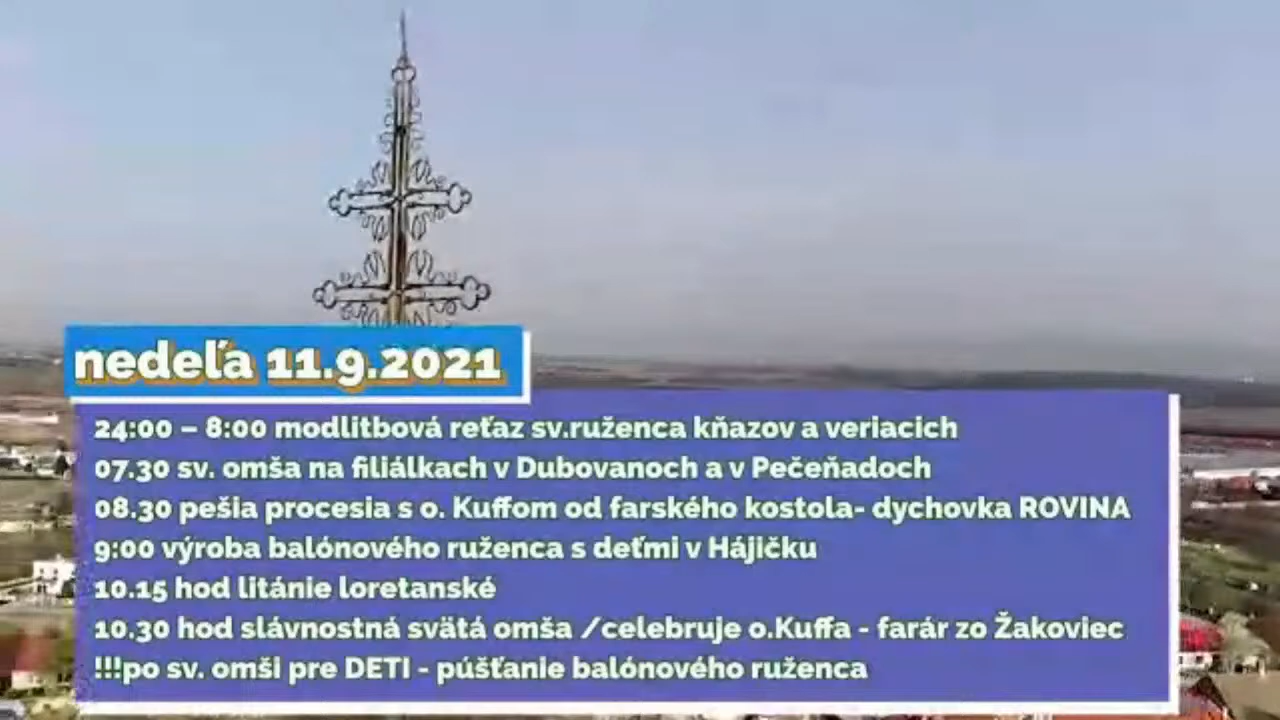 nedeľa 11.9.2021
24:00 – 8:00 modlitbová reťaz sv.ruženca kňazov a veriacich
07.30 sv. omša na filiálkach v Dubovanoch a v Pečeňadoch
08.30 pešia procesia s o. Kuffom od farského kostola- dychovka ROVINA
9:00 výroba balónového ruženca s deťmi v Hájičku
10.15 hod litánie loretanské
10.30 hod slávnostná svätá omša /celebruje o.Kuffa - farár zo Žakoviec
!!!po sv. omši pre DETI - púšťanie balónového ruženca